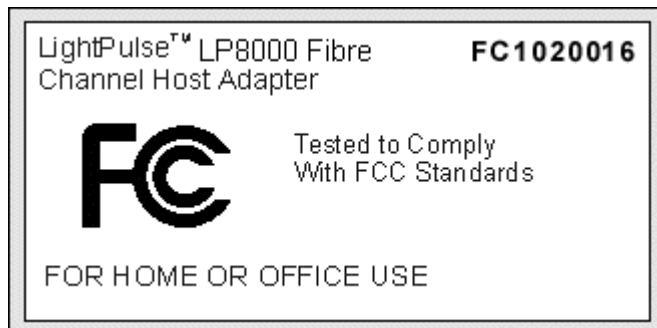 LightPulse™ LP8000 Fibre FC1020016
Channel Host Adapter
FC
Tested to Comply
With FCC Standards
FOR HOME OR OFFICE USE